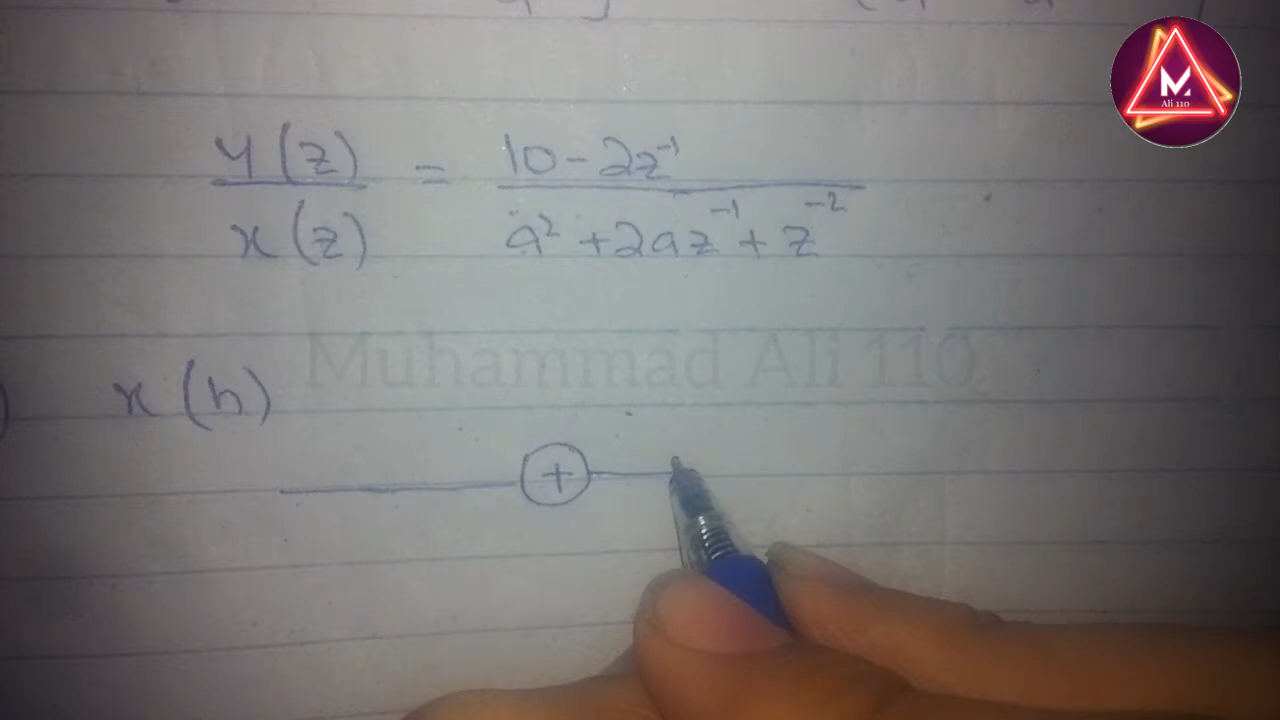 M
Ali 110
Y(z) = 10 - 2z⁻¹
x(z) a² + 2az⁻¹ + z⁻²
Muhammad Ali 110
x(h)
+